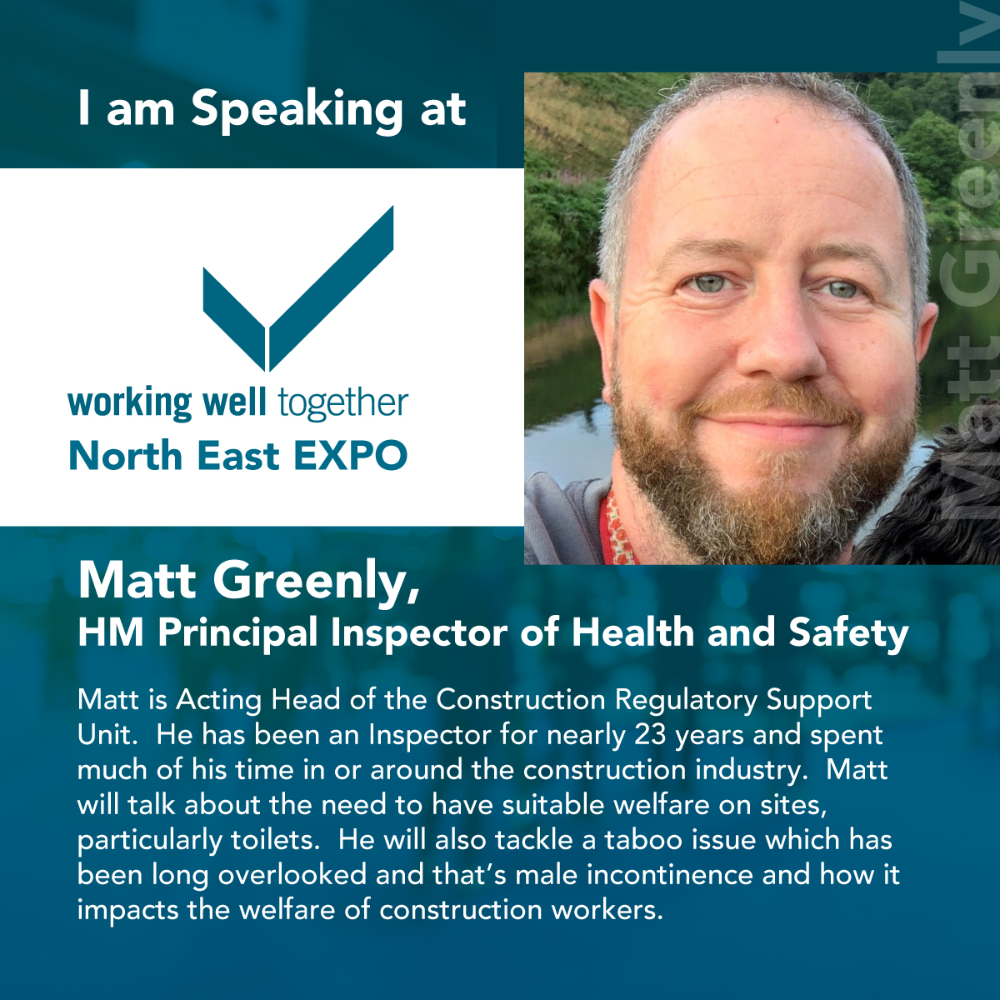 I am Speaking at
working well together
North East EXPO
Matt Greenly
Matt Greenly,
HM Principal Inspector of Health and Safety
Matt is Acting Head of the Construction Regulatory Support
Unit.  He has been an Inspector for nearly 23 years and spent
much of his time in or around the construction industry.  Matt
will talk about the need to have suitable welfare on sites,
particularly toilets.  He will also tackle a taboo issue which has
been long overlooked and that’s male incontinence and how it
impacts the welfare of construction workers.